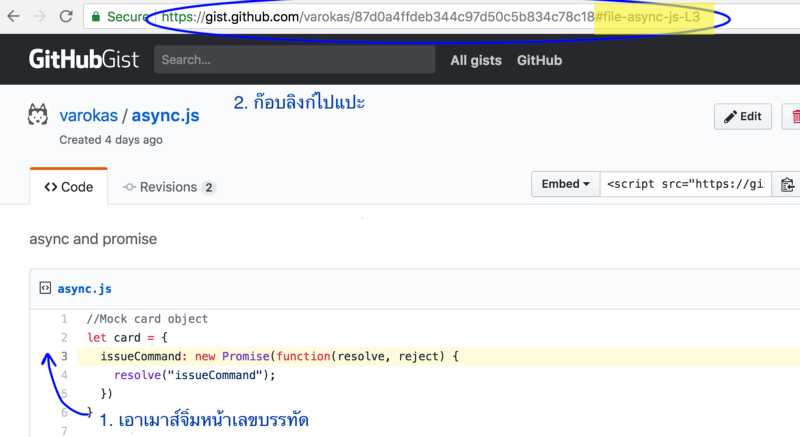 Secure https://gist.github.com/varokas/87d0a4ffdeb344c97d50c5b834c78c18#file-async-js-L3
GitHubGist Search... All gists GitHub
2. ก๊อบลิงก์ไปแปะ
varokas / async.js
Edit
Created 4 days ago
Code
Revisions 2
Embed
<script src="https://gi
async and promise
async.js
1 //Mock card object
2 let card = {
3 issueCommand: new Promise(function(resolve, reject) {
4 resolve("issueCommand");
5 })
6 }
1. เอาเมาส์จิ้มหน้าเลขบรรทัด
7